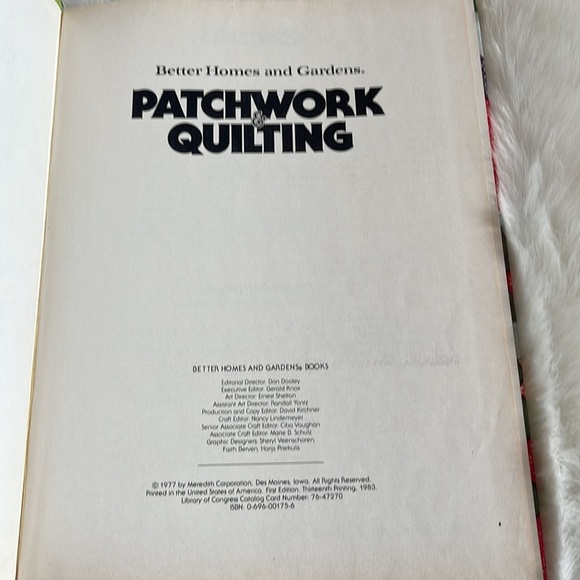 Better Homes and Gardens®
PATCHWORK
&
QUILTING
BETTER HOMES AND GARDENS® BOOKS
Editorial Director: Don Dooley
Executive Editor: Gerald Knox
Art Director: Ernest Shelton
Assistant Art Director: Randall Yontz
Production and Copy Editor: David Kirchner
Craft Editor: Nancy Lindemeyer
Senior Associate Craft Editor: Ciba Vaughan
Associate Craft Editor: Marie D. Schulz
Graphic Designers: Sheryl Veenschoten,
Faith Berven, Harijs Priekulis
© 1977 by Meredith Corporation, Des Moines, Iowa. All Rights Reserved.
Printed in the United States of America. First Edition. Thirteenth Printing, 1983.
Library of Congress Catalog Card Number: 76-47270
ISBN: 0-696-00175-6